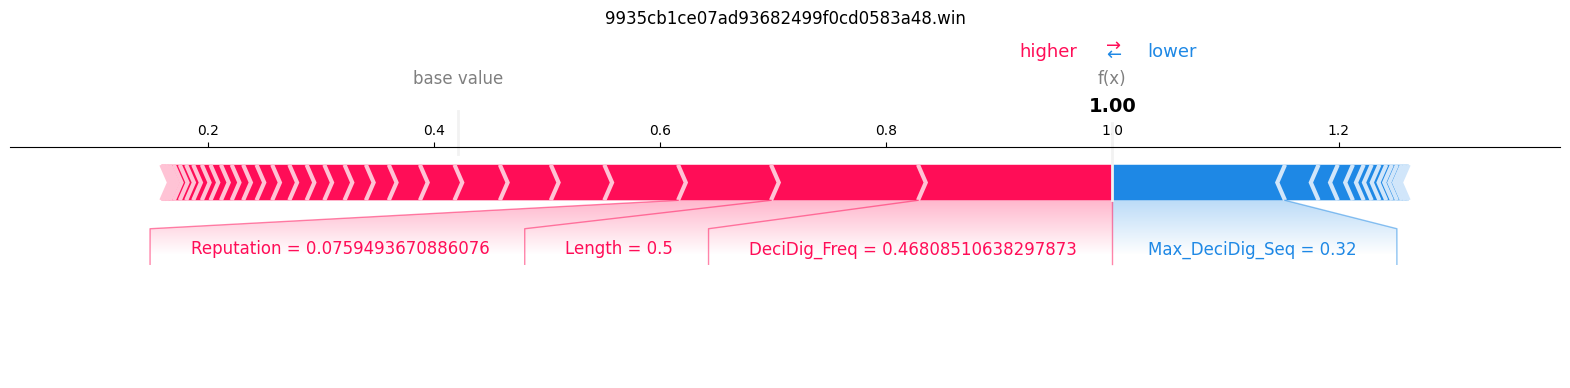 9935cb1ce07ad93682499f0cd0583a48.win
higher ⇄ lower
base value f(x)
1.00
0.2 0.4 0.6 0.8 1.0 1.2
Reputation = 0.0759493670886076 Length = 0.5 DeciDig_Freq = 0.46808510638297873 Max_DeciDig_Seq = 0.32